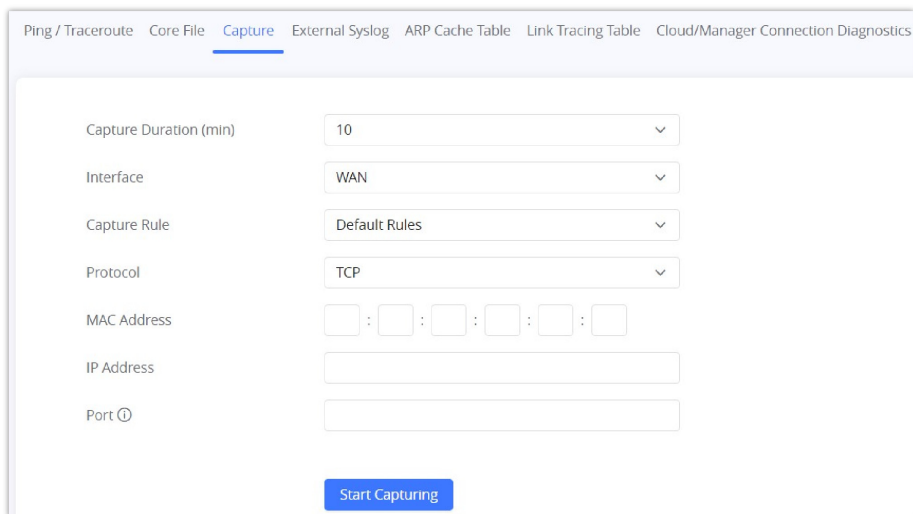 Ping / Traceroute Core File Capture External Syslog ARP Cache Table Link Tracing Table Cloud/Manager Connection Diagnostics
Capture Duration (min) 10
Interface WAN
Capture Rule Default Rules
Protocol TCP
MAC Address : : : : :
IP Address
Port
Start Capturing